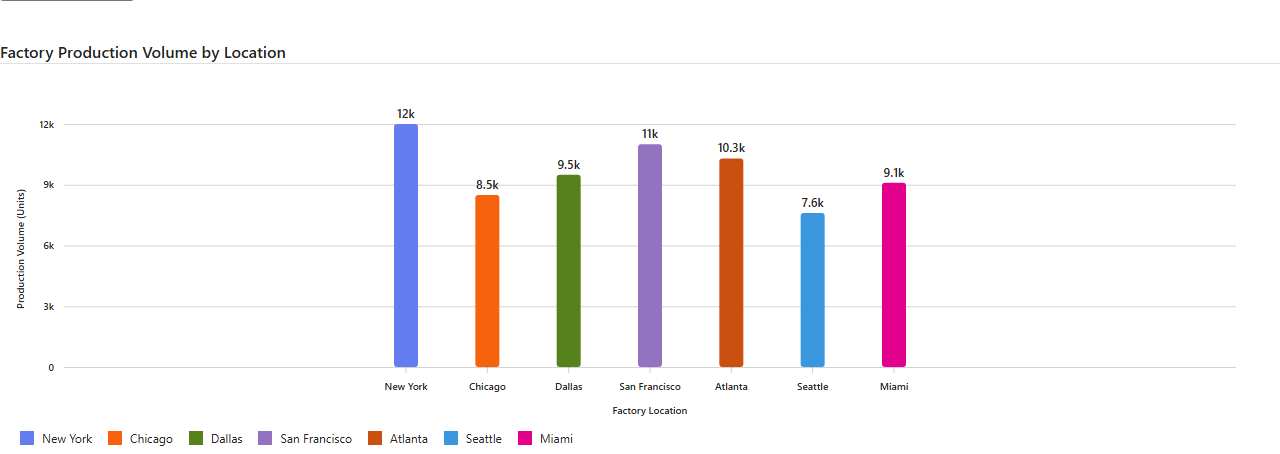 Factory Production Volume by Location
12k
11k
10.3k
9.5k
9.1k
8.5k
7.6k
12k
9k
6k
3k
0
Production Volume (Units)
New York Chicago Dallas San Francisco Atlanta Seattle Miami
Factory Location
New York Chicago Dallas San Francisco Atlanta Seattle Miami